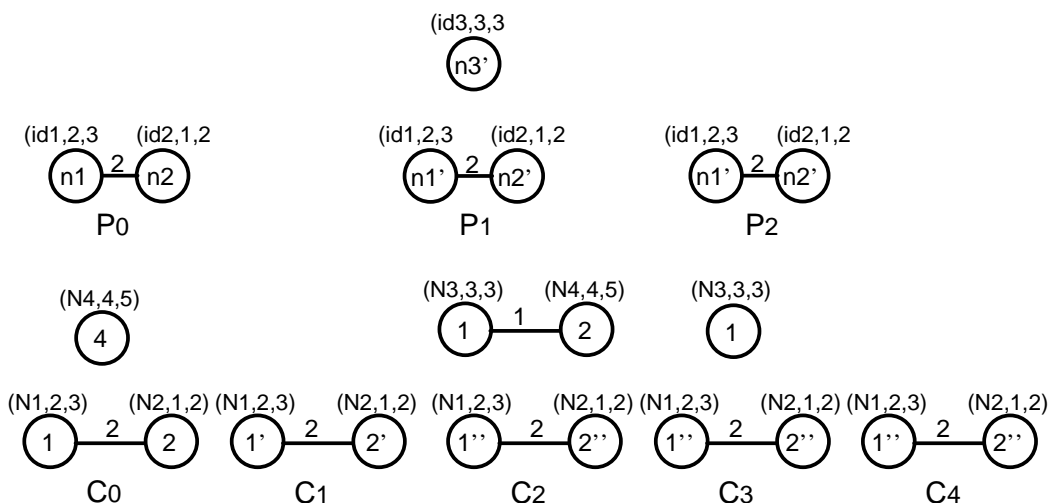 (id3,3,3
n3’
(id1,2,3 (id2,1,2 (id1,2,3 (id2,1,2 (id1,2,3 (id2,1,2
n1 2 n2 n1’ 2 n2’ n1’ 2 n2’
P0 P1 P2
(N4,4,5) (N3,3,3) (N4,4,5) (N3,3,3)
4 1 1 2 1
(N1,2,3) (N2,1,2) (N1,2,3) (N2,1,2) (N1,2,3) (N2,1,2) (N1,2,3) (N2,1,2) (N1,2,3) (N2,1,2)
1 2 2 1’ 2 2’ 1’’ 2 2’’ 1’’ 2 2’’ 1’’ 2 2’’
C0 C1 C2 C3 C4